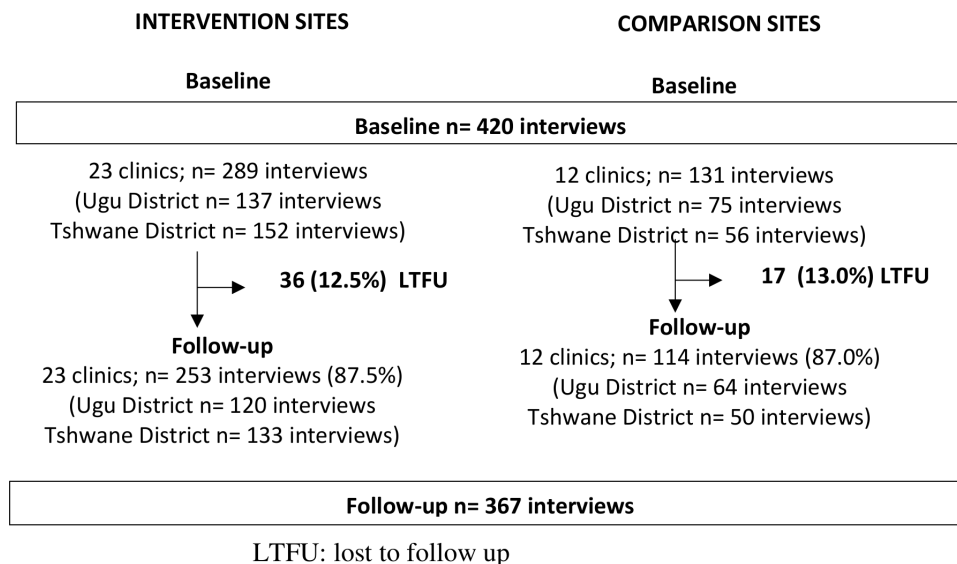 INTERVENTION SITES
COMPARISON SITES
Baseline
Baseline
Baseline n= 420 interviews
23 clinics; n= 289 interviews
(Ugu District n= 137 interviews
Tshwane District n= 152 interviews)
12 clinics; n= 131 interviews
(Ugu District n= 75 interviews
Tshwane District n= 56 interviews)
36 (12.5%) LTFU
17 (13.0%) LTFU
Follow-up
23 clinics; n= 253 interviews (87.5%)
(Ugu District n= 120 interviews
Tshwane District n= 133 interviews)
Follow-up
12 clinics; n= 114 interviews (87.0%)
(Ugu District n= 64 interviews
Tshwane District n= 50 interviews)
Follow-up n= 367 interviews
LTFU: lost to follow up